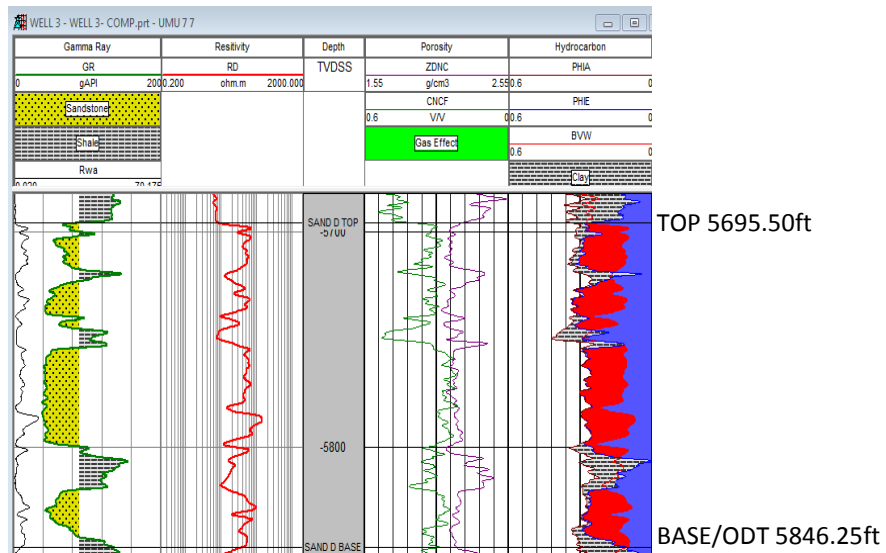 WELL 3 - WELL 3- COMP.prt - UMU 7 7
Gamma Ray Resitivity Depth Porosity Hydrocarbon
GR RD TVDSS ZDNC PHIA
0 gAPI 200 0.200 ohm.m 2000.000 1.55 g/cm3 2.55 0.6 0
CNCF PHIE
0.6 V/V 0 0.6 0
Sandstone
Shale
Gas Effect
BVW
0.6 0
Rwa
Clay
SAND D TOP
-5700
TOP 5695.50ft
-5800
SAND D BASE
BASE/ODT 5846.25ft